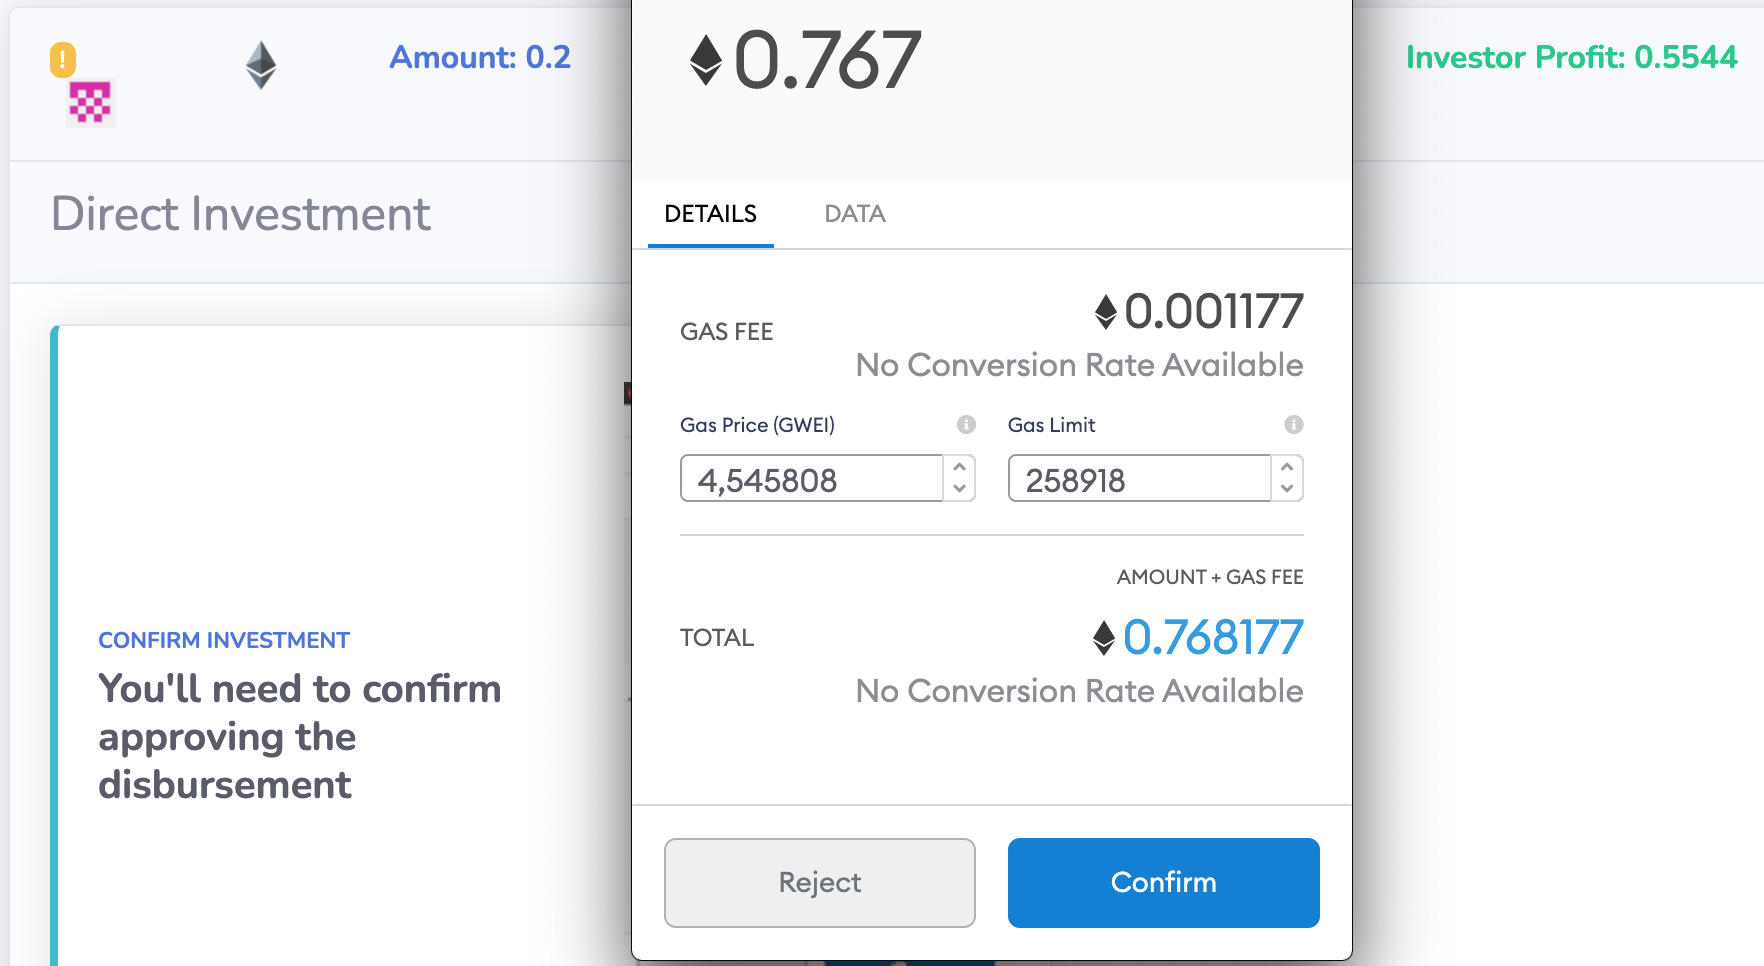 !
Amount: 0.2
0.767
Investor Profit: 0.5544
Direct Investment
DETAILS DATA
GAS FEE
0.001177
No Conversion Rate Available
Gas Price (GWEI)
Gas Limit
4,545808
258918
AMOUNT + GAS FEE
TOTAL
0.768177
No Conversion Rate Available
CONFIRM INVESTMENT
You'll need to confirm
approving the
disbursement
Reject
Confirm